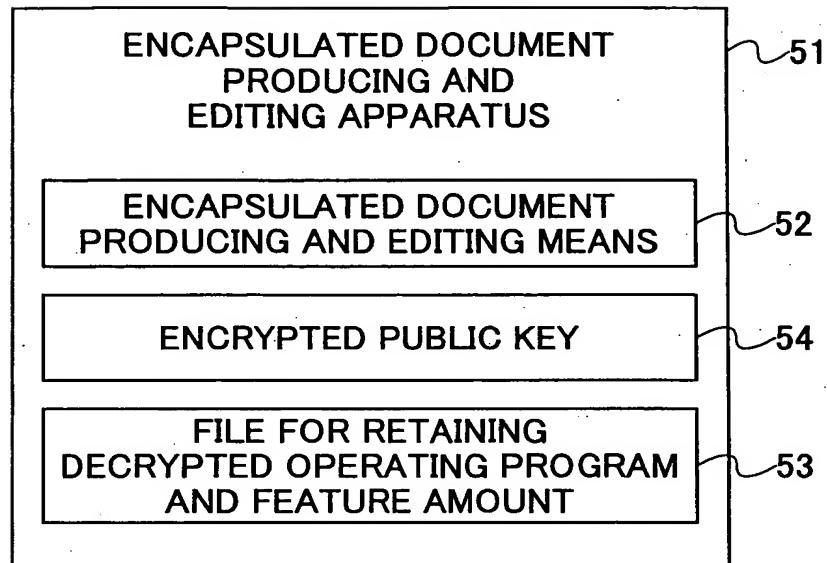 ENCAPSULATED DOCUMENT
PRODUCING AND
EDITING APPARATUS
51
ENCAPSULATED DOCUMENT
PRODUCING AND EDITING MEANS
52
ENCRYPTED PUBLIC KEY
54
FILE FOR RETAINING
DECRYPTED OPERATING PROGRAM
AND FEATURE AMOUNT
53